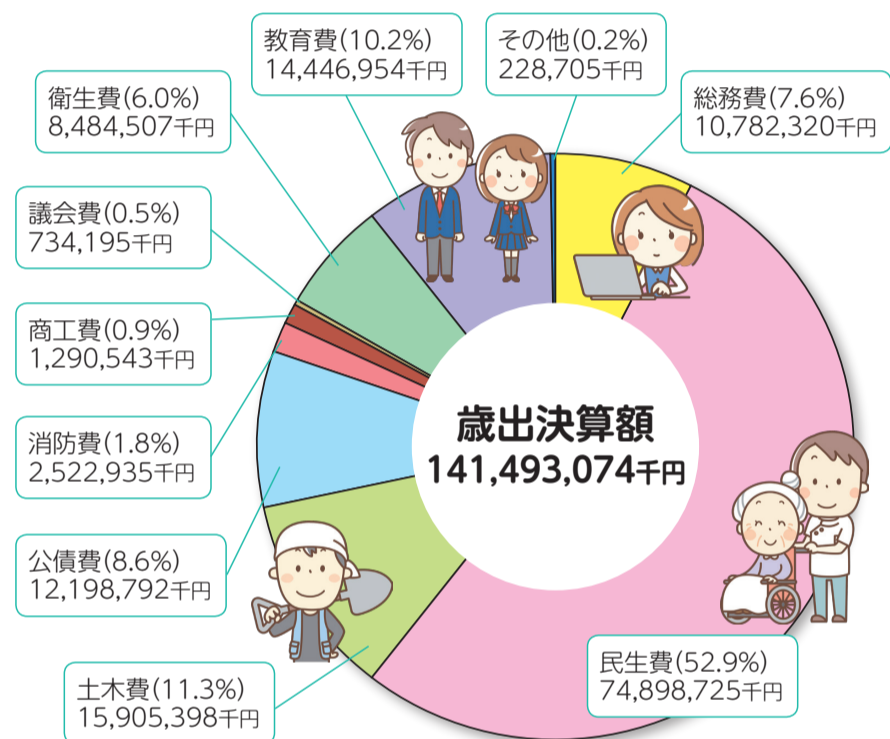 教育費(10.2%)
14,446,954千円
その他(0.2%)
228,705千円
衛生費(6.0%)
8,484,507千円
総務費(7.6%)
10,782,320千円
議会費(0.5%)
734,195千円
商工費(0.9%)
1,290,543千円
歳出決算額
141,493,074千円
消防費(1.8%)
2,522,935千円
公債費(8.6%)
12,198,792千円
民生費(52.9%)
74,898,725千円
土木費(11.3%)
15,905,398千円